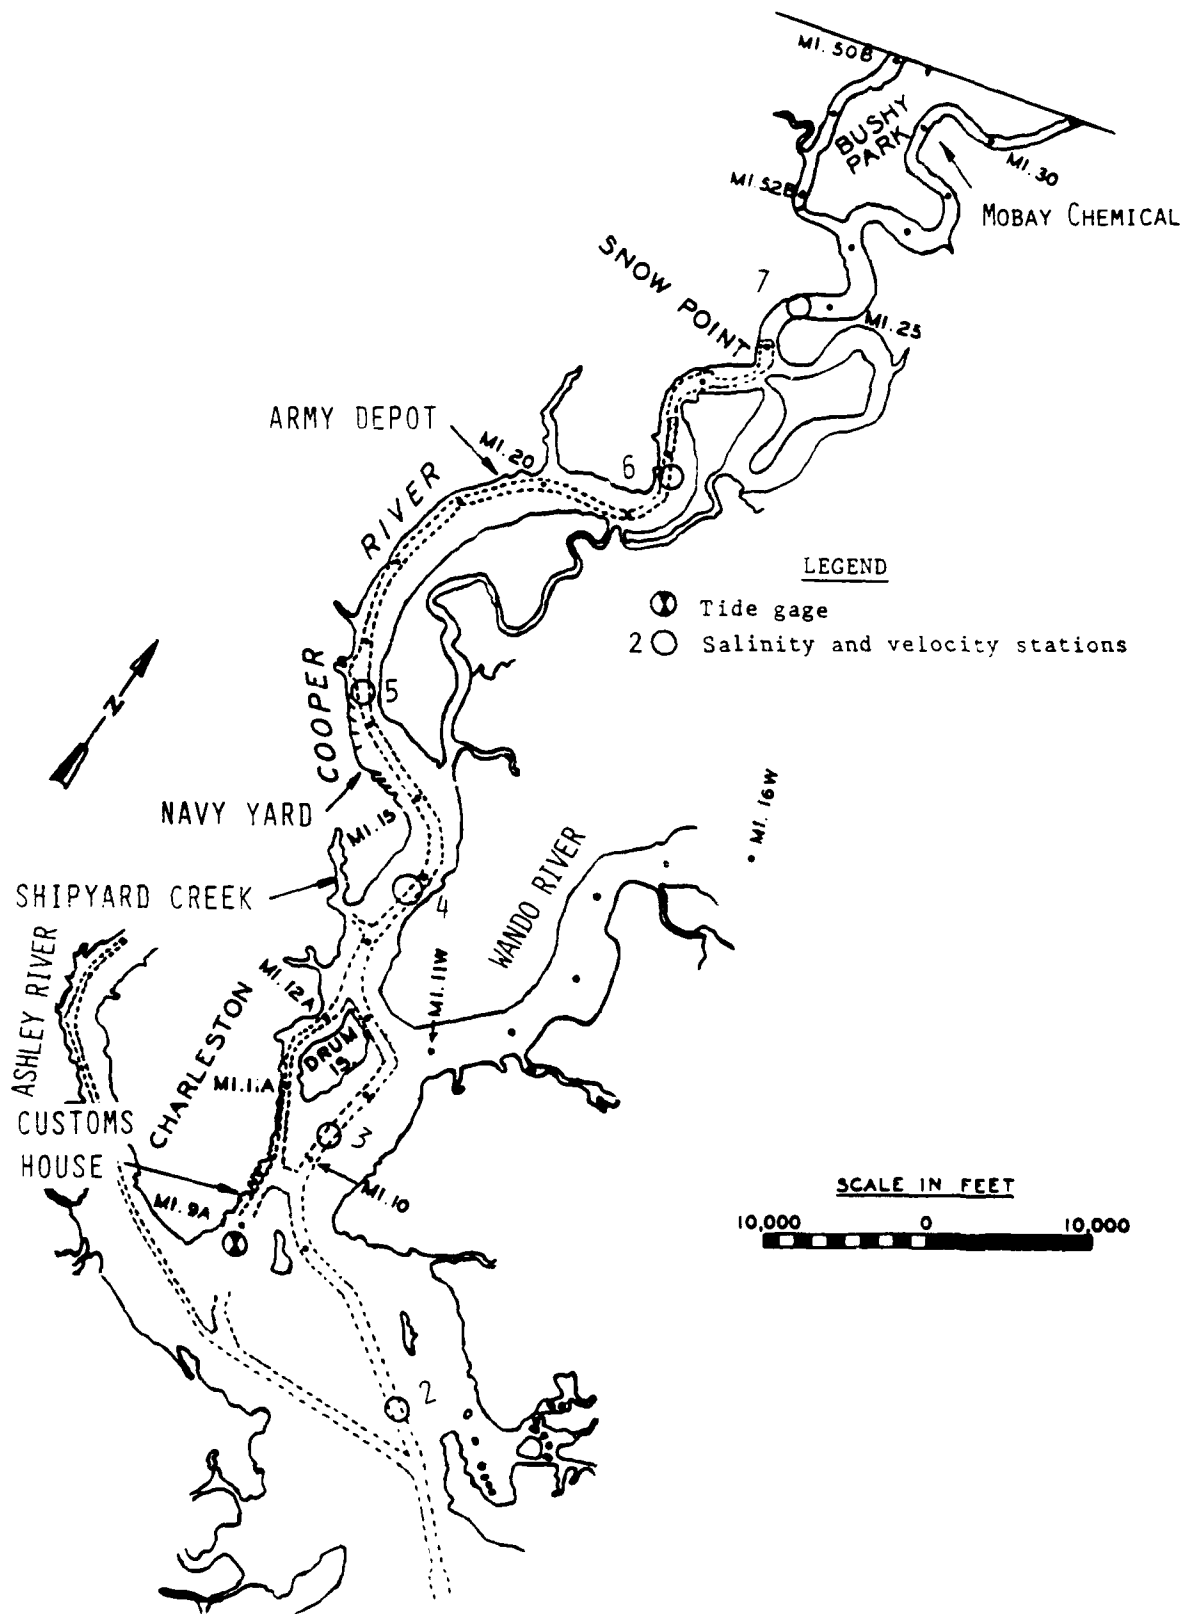 MI. 50B
BUSHY
PARK
MI. 30
MI. 52B
MOBAY CHEMICAL
SNOW POINT
7
MI. 25
ARMY DEPOT
MI. 20
6
COOPER RIVER
LEGEND
Tide gage
2 Salinity and velocity stations
N
5
NAVY YARD
MI. 15
MI. 16W
SHIPYARD CREEK
4
WANDO RIVER
ASHLEY RIVER
MI. 11W
MI. 12A
CHARLESTON
DRUM
IS.
MI. 11A
CUSTOMS
HOUSE
3
MI. 10
MI. 9A
SCALE IN FEET
10,000 0 10,000
2